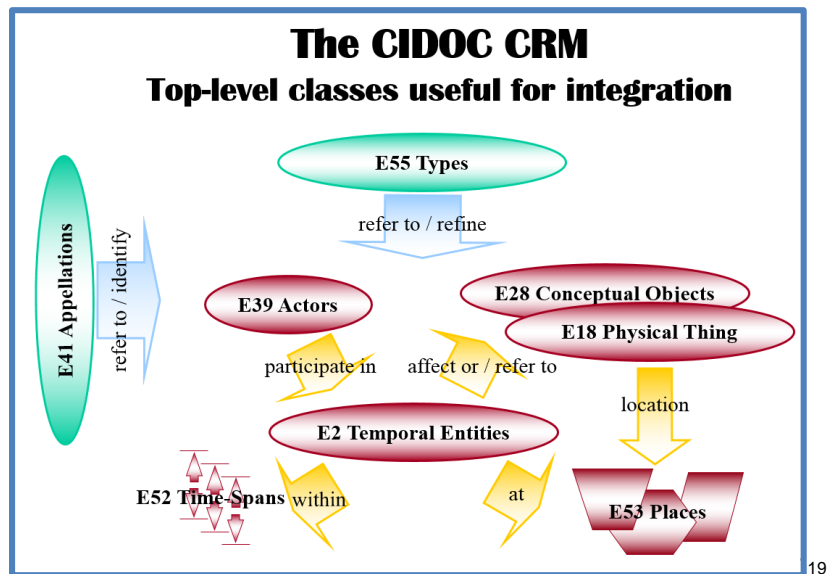 The CIDOC CRM
Top-level classes useful for integration
E55 Types
refer to / refine
E41 Appellations
refer to / identify
E39 Actors
E28 Conceptual Objects
E18 Physical Thing
participate in
affect or / refer to
location
E2 Temporal Entities
E52 Time-Spans
within
at
E53 Places
19